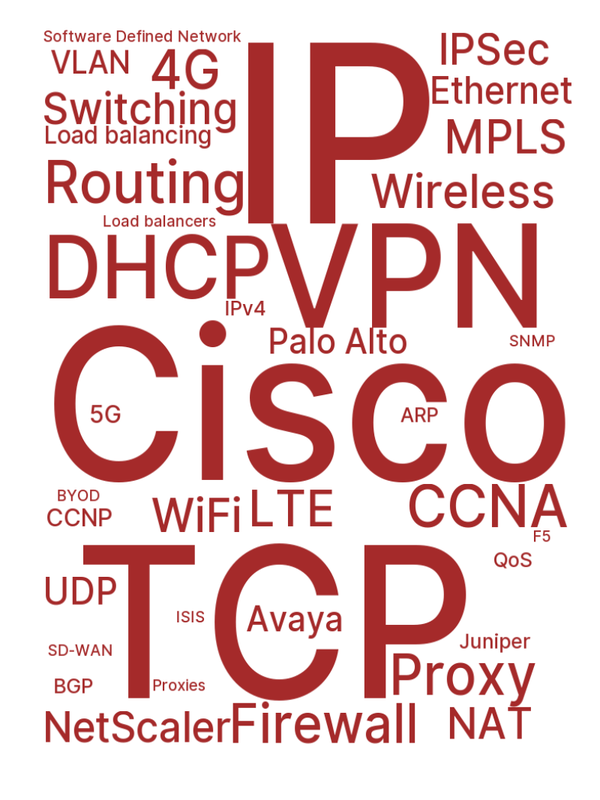 Software Defined Network
VLAN
4G
IP
IPSec
Ethernet
Switching
Load balancing
MPLS
Routing
Wireless
Load balancers
DHCP
VPN
IPv4
Palo Alto
SNMP
Cisco
5G
ARP
BYOD
CCNP
WiFi
LTE
CCNA
F5
QoS
TCP
UDP
ISIS
Avaya
Juniper
SD-WAN
Proxy
BGP
Proxies
NetScaler
Firewall
NAT